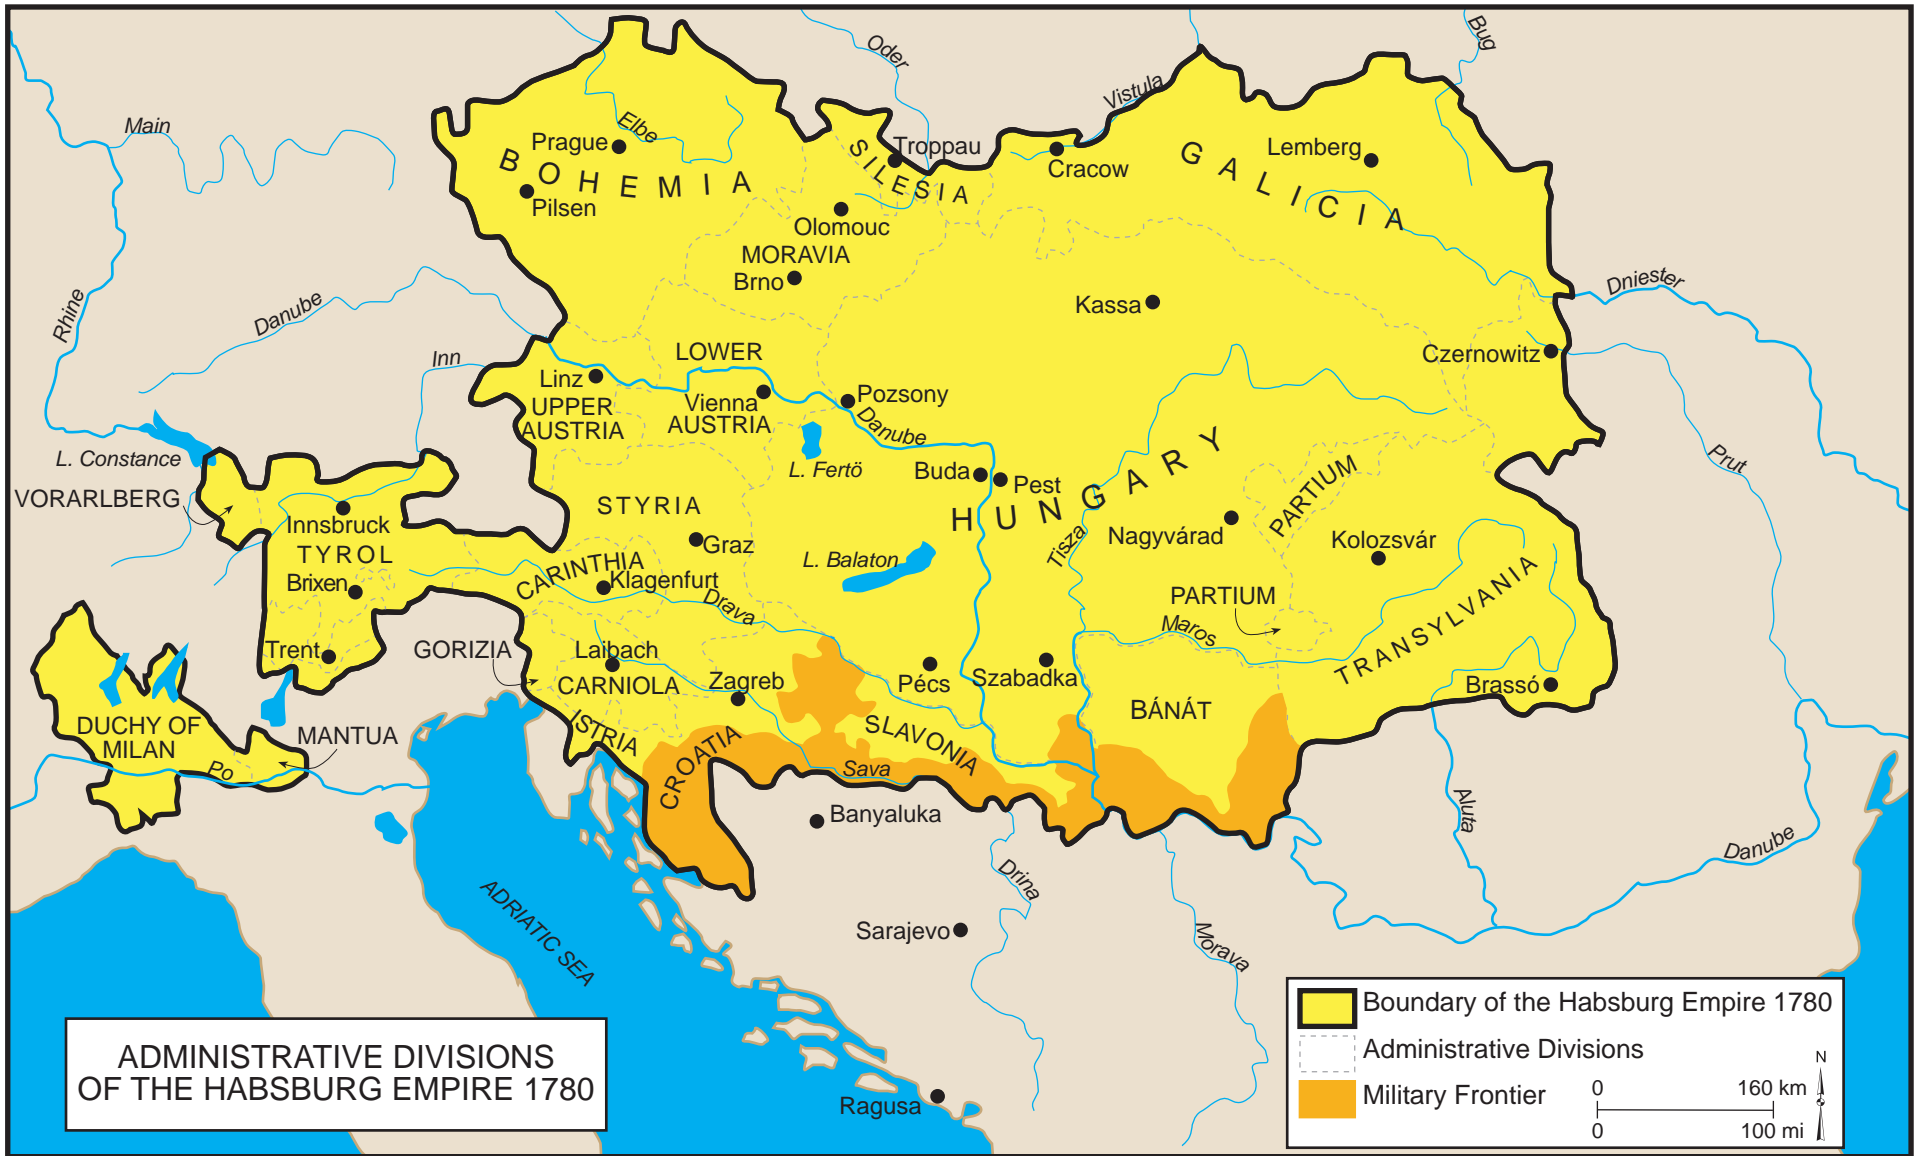 Main
Rhine
Danube
Inn
L. Constance
VORARLBERG
Innsbruck
TYROL
Brixen
Trent
DUCHY OF
MILAN
Po
MANTUA
Oder
Vistula
Bug
Elbe
Prague
BOHEMIA
Pilsen
SILESIA
Troppau
Olomouc
MORAVIA
Brno
Cracow
GALICIA
Lemberg
Dniester
Kassa
Czernowitz
Prut
LOWER
AUSTRIA
Linz
UPPER
AUSTRIA
Vienna
Pozsony
Danube
L. Fertö
Buda
Pest
HUNGARY
STYRIA
Graz
CARINTHIA
Klagenfurt
Drava
L. Balaton
Tisza
Nagyvárad
PARTIUM
Kolozsvár
PARTIUM
Maros
TRANSYLVANIA
Brassó
GORIZIA
Laibach
CARNIOLA
Zagreb
ISTRIA
CROATIA
SLAVONIA
Pécs
Szabadka
BÁNÁT
Sava
Banyaluka
Drina
Sarajevo
Morava
Aluta
Danube
ADRIATIC SEA
Ragusa
ADMINISTRATIVE DIVISIONS
OF THE HABSBURG EMPIRE 1780
Boundary of the Habsburg Empire 1780
Administrative Divisions
Military Frontier
N
0 160 km
0 100 mi